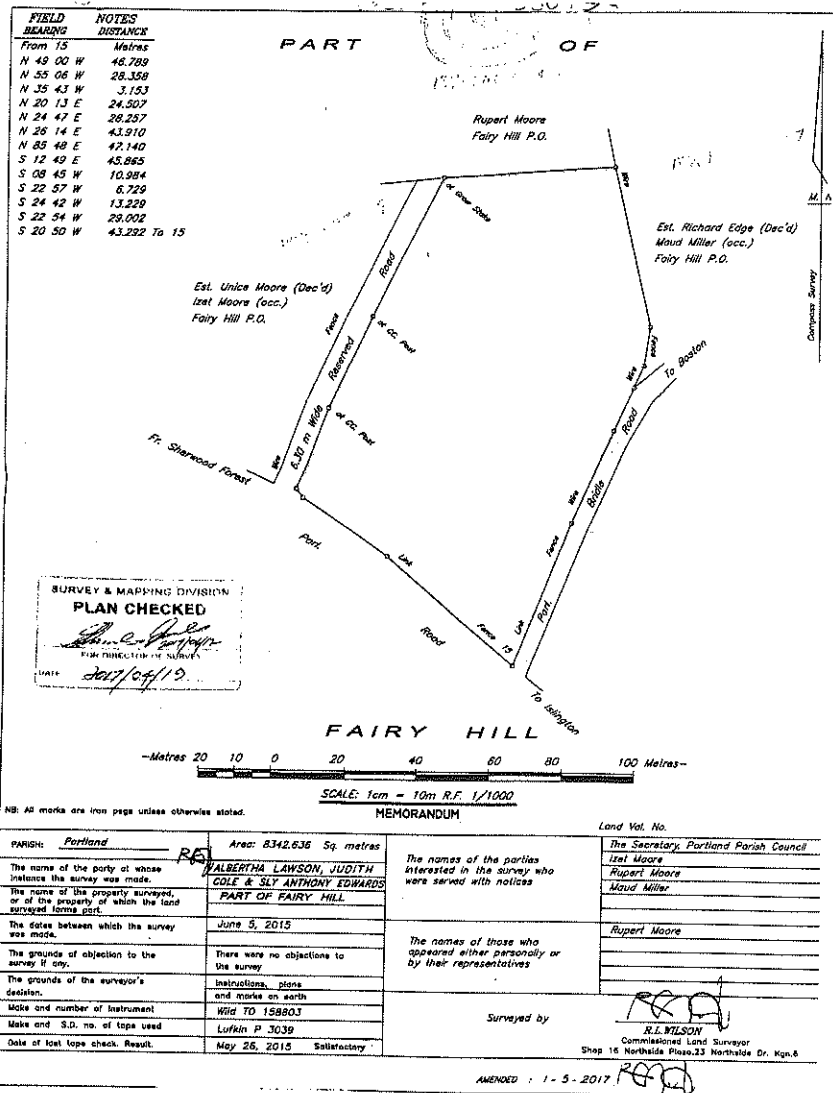 FIELD NOTES
BEARING DISTANCE
From 15 Metres
N 49 00 W 46.789
N 55 06 W 28.358
N 35 43 W 3.153
N 20 13 E 24.507
N 24 47 E 28.257
N 26 14 E 43.910
N 85 48 E 47.140
S 12 49 E 45.865
S 08 45 W 10.984
S 22 57 W 6.729
S 24 42 W 13.229
S 22 54 W 29.002
S 20 50 W 43.292 To 15
PART OF
Rupert Moore
Fairy Hill P.O.
at Grow Stake
M. N
Est. Richard Edge (Dec'd)
Maud Miller (occ.)
Fairy Hill P.O.
Compass Survey
Est. Unice Moore (Dec'd)
Izet Moore (occ.)
Fairy Hill P.O.
Fence
Road
Reserved
6.30 m Wide
at CC. Post
at CC. Post
Wire
Fr. Sherwood Forest
Wire
To Boston
Road
Bridle
Parl.
Wire
Fence
Link
Parl.
Link
Road
Fence
15
To Islington
SURVEY & MAPPING DIVISION
PLAN CHECKED
FOR DIRECTOR OF SURVEY
DATE 2017/04/19
FAIRY HILL
-Metres 20 10 0 20 40 60 80 100 Metres-
SCALE: 1cm = 10m R.F. 1/1000
NB: All marks are iron pegs unless otherwise stated.
MEMORANDUM
Land Val. No.
PARISH: Portland
Area: 8342.636 Sq. metres
The name of the party at whose instance the survey was made.
ALBERTHA LAWSON, JUDITH
COLE & SLY ANTHONY EDWARDS
The name of the property surveyed, or of the property of which the land surveyed forms part.
PART OF FAIRY HILL
The dates between which the survey was made.
June 5, 2015
The grounds of objection to the survey if any.
There were no objections to the survey
The grounds of the surveyor's decision.
Instructions, plans and marks on earth
Make and number of instrument
Wild TO 158803
Make and S.D. no. of tape used
Lufkin P 3039
Date of last tape check. Result.
May 26, 2015 Satisfactory
The names of the parties interested in the survey who were served with notices
The Secretary, Portland Parish Council
Izet Moore
Rupert Moore
Maud Miller
The names of those who appeared either personally or by their representatives
Rupert Moore
Surveyed by
R.L. WILSON
Commissioned Land Surveyor
Shop 16 Northside Plaza,23 Northside Dr. Kgn.6
AMENDED : 1-5-2017